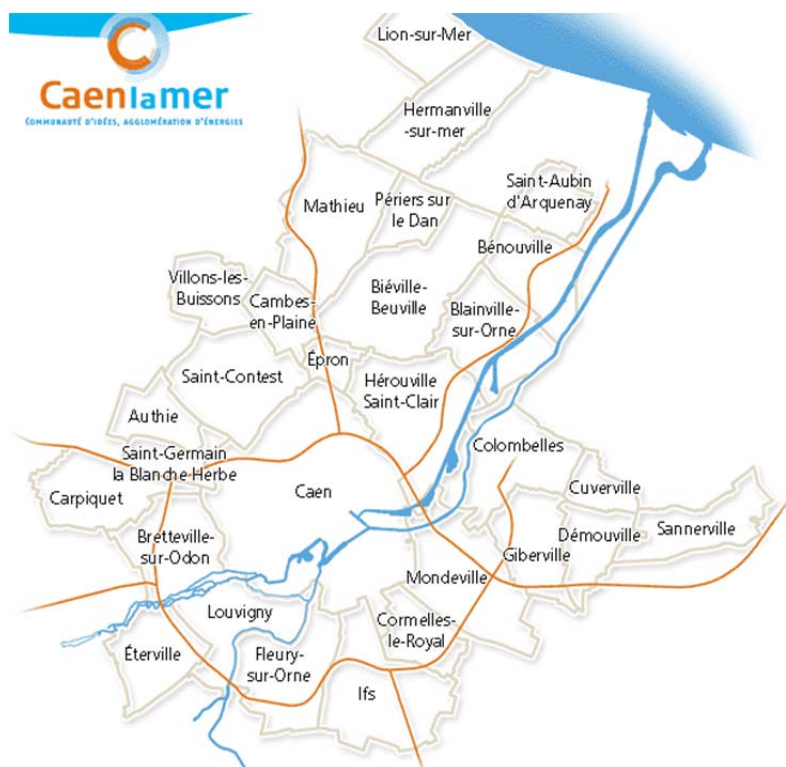 Caen la mer
COMMUNAUTÉ D'IDÉES, AGGLOMÉRATION D'ÉNERGIES
Lion-sur-Mer
Hermanville
-sur-mer
Saint-Aubin
d'Arquenay
Mathieu
Périers sur
le Dan
Bénouville
Villons-les-
Buissons
Cambes-
en-Plaine
Biéville-
Beuville
Blainville-
sur-Orne
Épron
Saint-Contest
Hérouville
Saint-Clair
Authie
Saint-Germain
la Blanche Herbe
Colombelles
Carpiquet
Caen
Cuverville
Bretteville-
sur-Odon
Démouville
Sannerville
Giberville
Mondeville
Louvigny
Cormelles-
le-Royal
Éterville
Fleury-
sur-Orne
Ifs